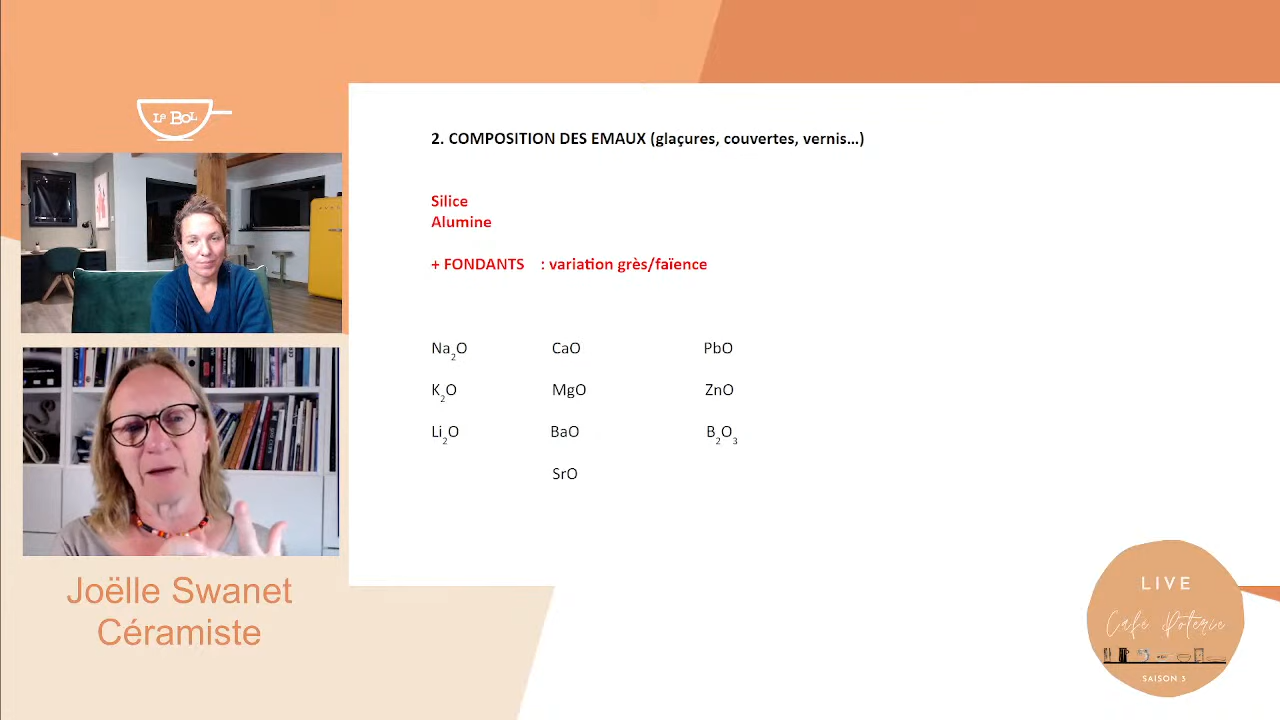 Le BoL
2. COMPOSITION DES EMAUX (glaçures, couvertes, vernis...)
Silice
Alumine
+ FONDANTS : variation grès/faïence
Na2O CaO PbO
K2O MgO ZnO
Li2O BaO B2O3
SrO
Joëlle Swanet
Céramiste
LIVE
Café Poterie
SAISON 3